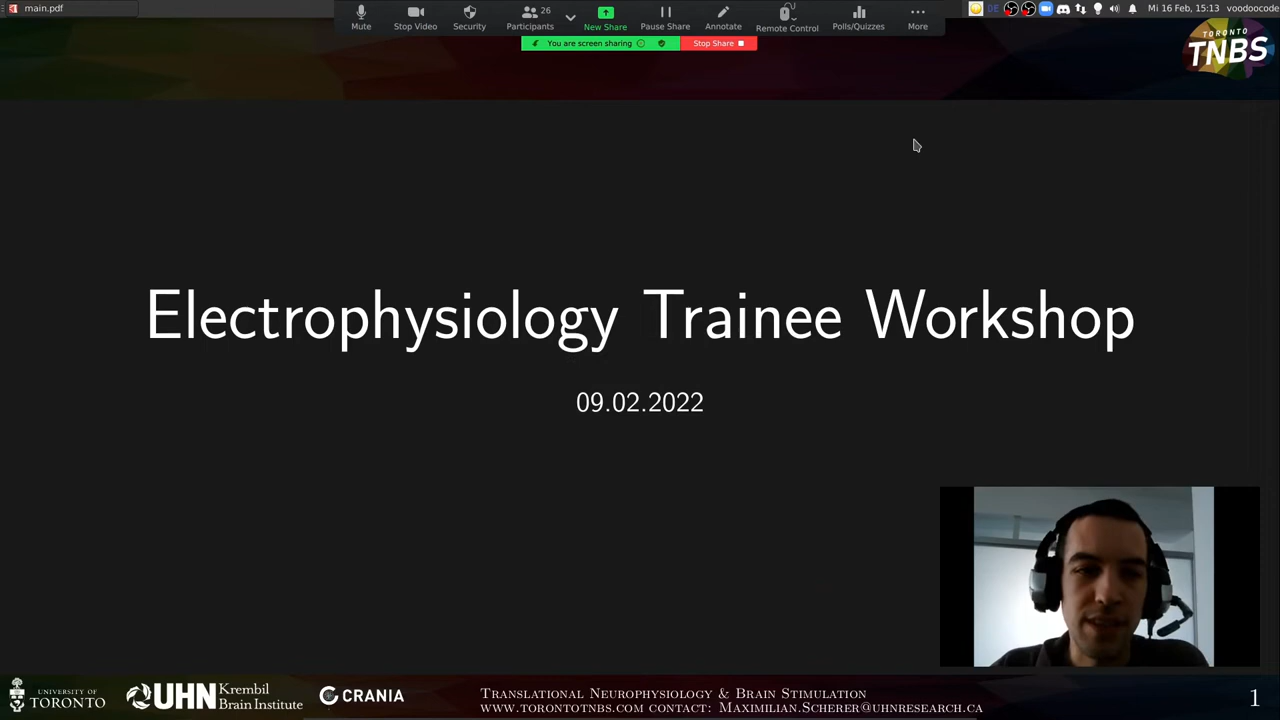 main.pdf
Mute
Stop Video
Security
Participants
26
New Share
Pause Share
Annotate
Remote Control
Polls/Quizzes
More
DE
Mi 16 Feb, 15:13
voodoocode
You are screen sharing
Stop Share
TORONTO
TNBS
Electrophysiology Trainee Workshop
09.02.2022
UNIVERSITY OF
TORONTO
UHN
Krembil
Brain Institute
CRANIA
Translational Neurophysiology & Brain Stimulation
www.torontotnbs.com contact: Maximilian.Scherer@uhnresearch.ca
1